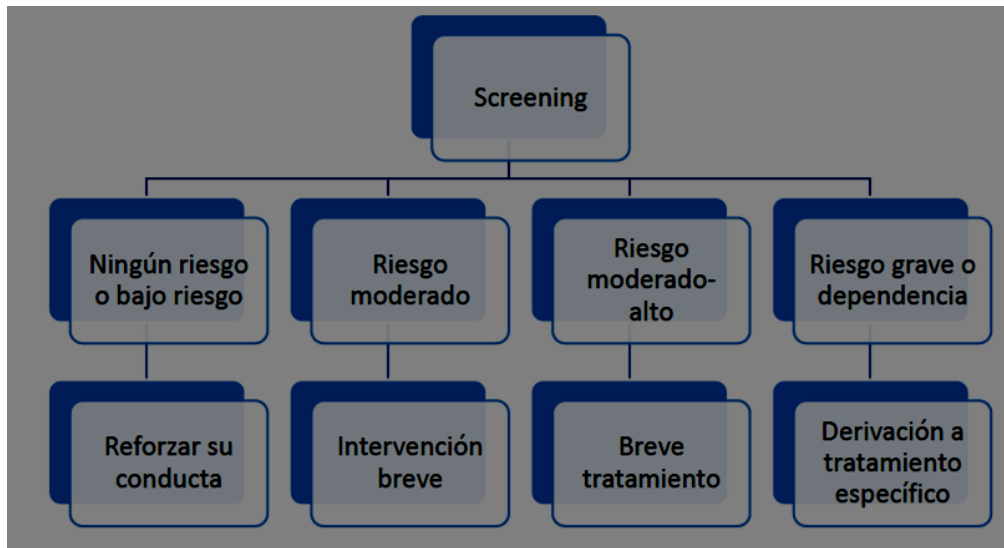 Screening
Ningún riesgo
o bajo riesgo
Riesgo
moderado
Riesgo
moderado-
alto
Riesgo grave o
dependencia
Reforzar su
conducta
Intervención
breve
Breve
tratamiento
Derivación a
tratamiento
específico